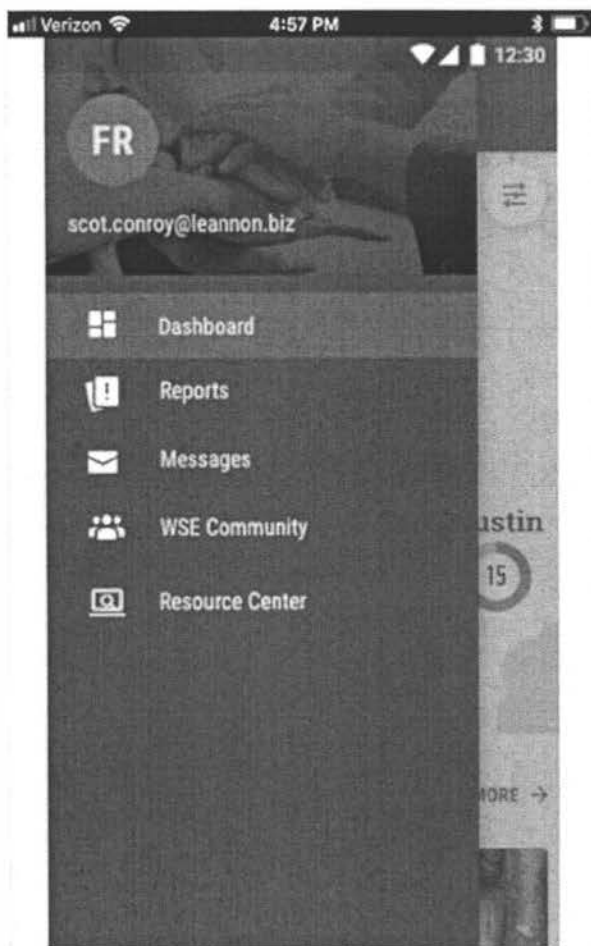 Verizon 4:57 PM
12:30
FR
scot.conroy@leannon.biz
Dashboard
Reports
Messages
WSE Community
Resource Center
ustin
15
MORE →